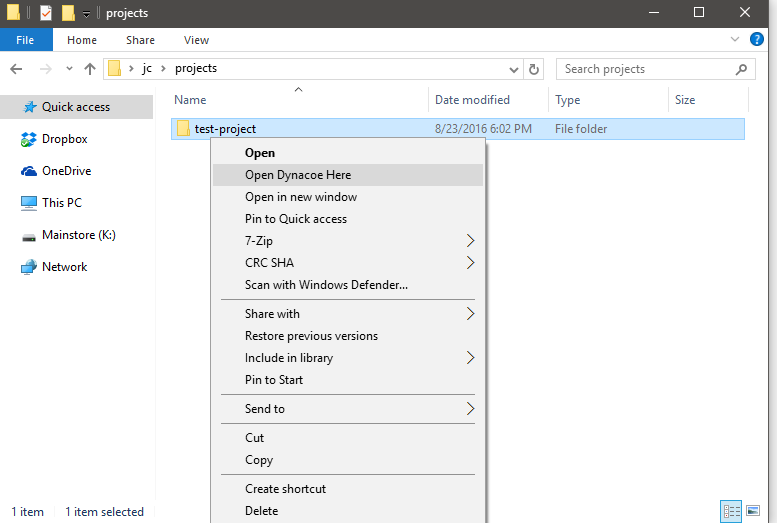 projects
File Home Share View
jc projects Search projects
Name Date modified Type Size
Quick access
Dropbox
OneDrive
This PC
Mainstore (K:)
Network
test-project 8/23/2016 6:02 PM File folder
Open
Open Dynacoe Here
Open in new window
Pin to Quick access
7-Zip
CRC SHA
Scan with Windows Defender...
Share with
Restore previous versions
Include in library
Pin to Start
Send to
Cut
Copy
Create shortcut
Delete
1 item 1 item selected